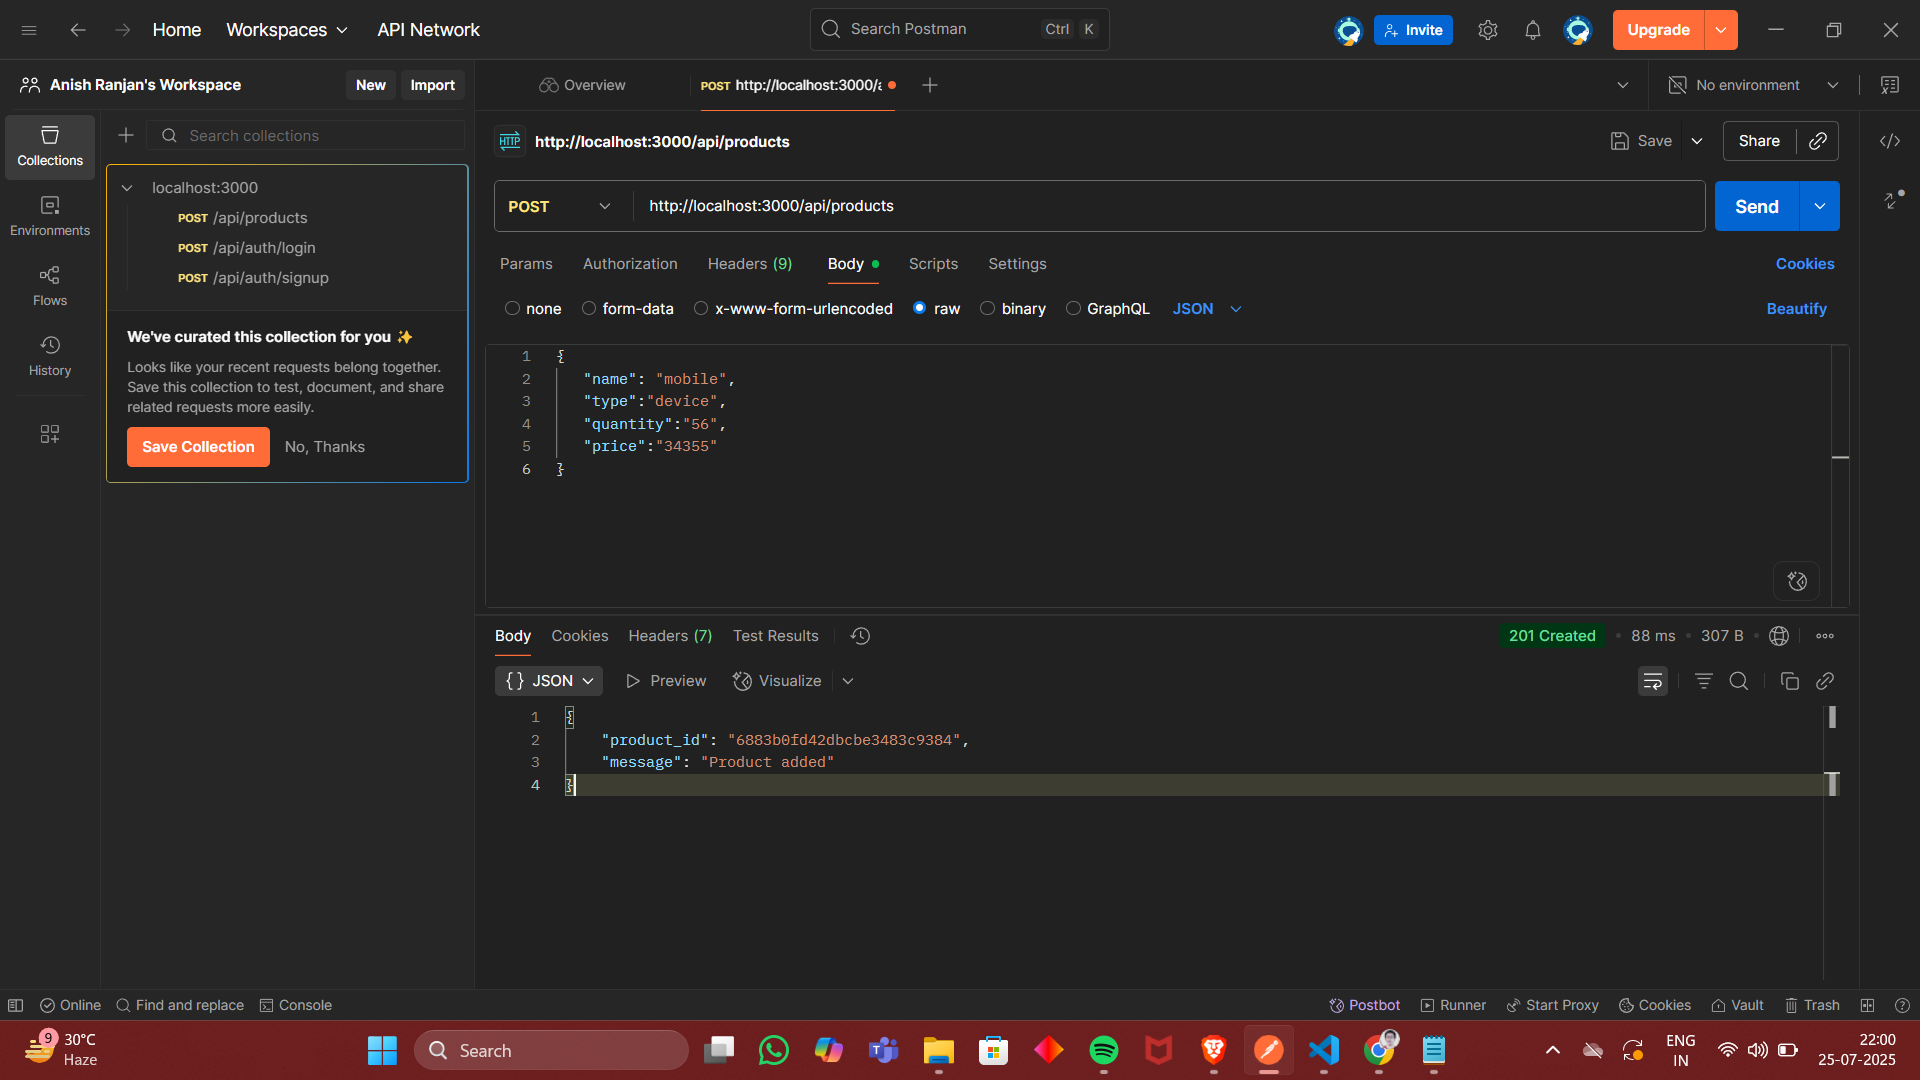 Home
Workspaces
API Network
Search Postman
Ctrl
K
Invite
Upgrade
Anish Ranjan's Workspace
New
Import
Overview
POST http://localhost:3000/a
No environment
Collections
Search collections
HTTP
http://localhost:3000/api/products
Save
Share
localhost:3000
POST /api/products
POST /api/auth/login
POST /api/auth/signup
Environments
Flows
History
We've curated this collection for you ✨
Looks like your recent requests belong together.
Save this collection to test, document, and share
related requests more easily.
Save Collection
No, Thanks
POST
http://localhost:3000/api/products
Send
Params
Authorization
Headers (9)
Body
Scripts
Settings
Cookies
none
form-data
x-www-form-urlencoded
raw
binary
GraphQL
JSON
Beautify
1 {
2 "name": "mobile",
3 "type":"device",
4 "quantity":"56",
5 "price":"34355"
6 }
Body
Cookies
Headers (7)
Test Results
201 Created
88 ms
307 B
{} JSON
Preview
Visualize
1 {
2 "product_id": "6883b0fd42dbcbe3483c9384",
3 "message": "Product added"
4 }
Online
Find and replace
Console
Postbot
Runner
Start Proxy
Cookies
Vault
Trash
9
30°C
Haze
Search
ENG
IN
22:00
25-07-2025